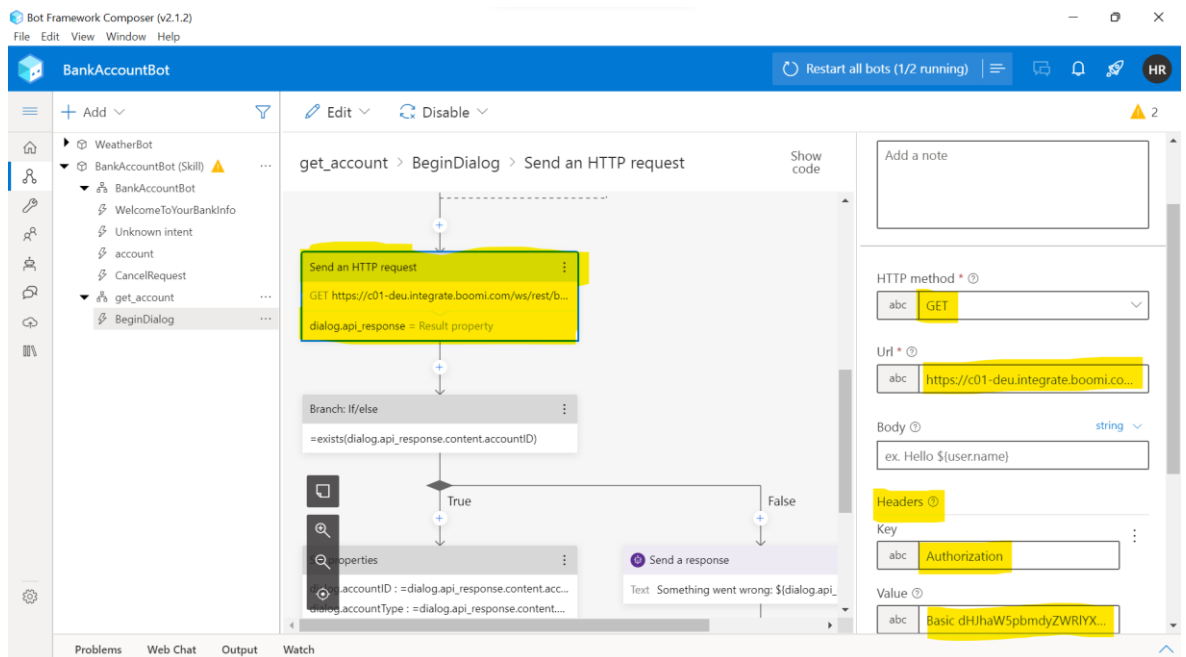 Bot Framework Composer (v2.1.2)
File Edit View Window Help
BankAccountBot
Restart all bots (1/2 running)
HR
Add
Edit
Disable
2
WeatherBot
BankAccountBot (Skill)
BankAccountBot
WelcomeToYourBankInfo
Unknown intent
account
CancelRequest
get_account
BeginDialog
get_account > BeginDialog > Send an HTTP request
Show
code
Send an HTTP request
GET https://c01-deu.integrate.boomi.com/ws/rest/b...
dialog.api_response = Result property
Branch: If/else
=exists(dialog.api_response.content.accountID)
True
False
properties
dialog.accountID : =dialog.api_response.content.acc...
dialog.accountType : =dialog.api_response.content....
Send a response
Text Something went wrong: ${dialog.api_
Add a note
HTTP method *
abc GET
Url *
abc https://c01-deu.integrate.boomi.co...
Body
string
ex. Hello ${user.name}
Headers
Key
abc Authorization
Value
abc Basic dHJhaW5pbmdyZWRlYX...
Problems Web Chat Output Watch